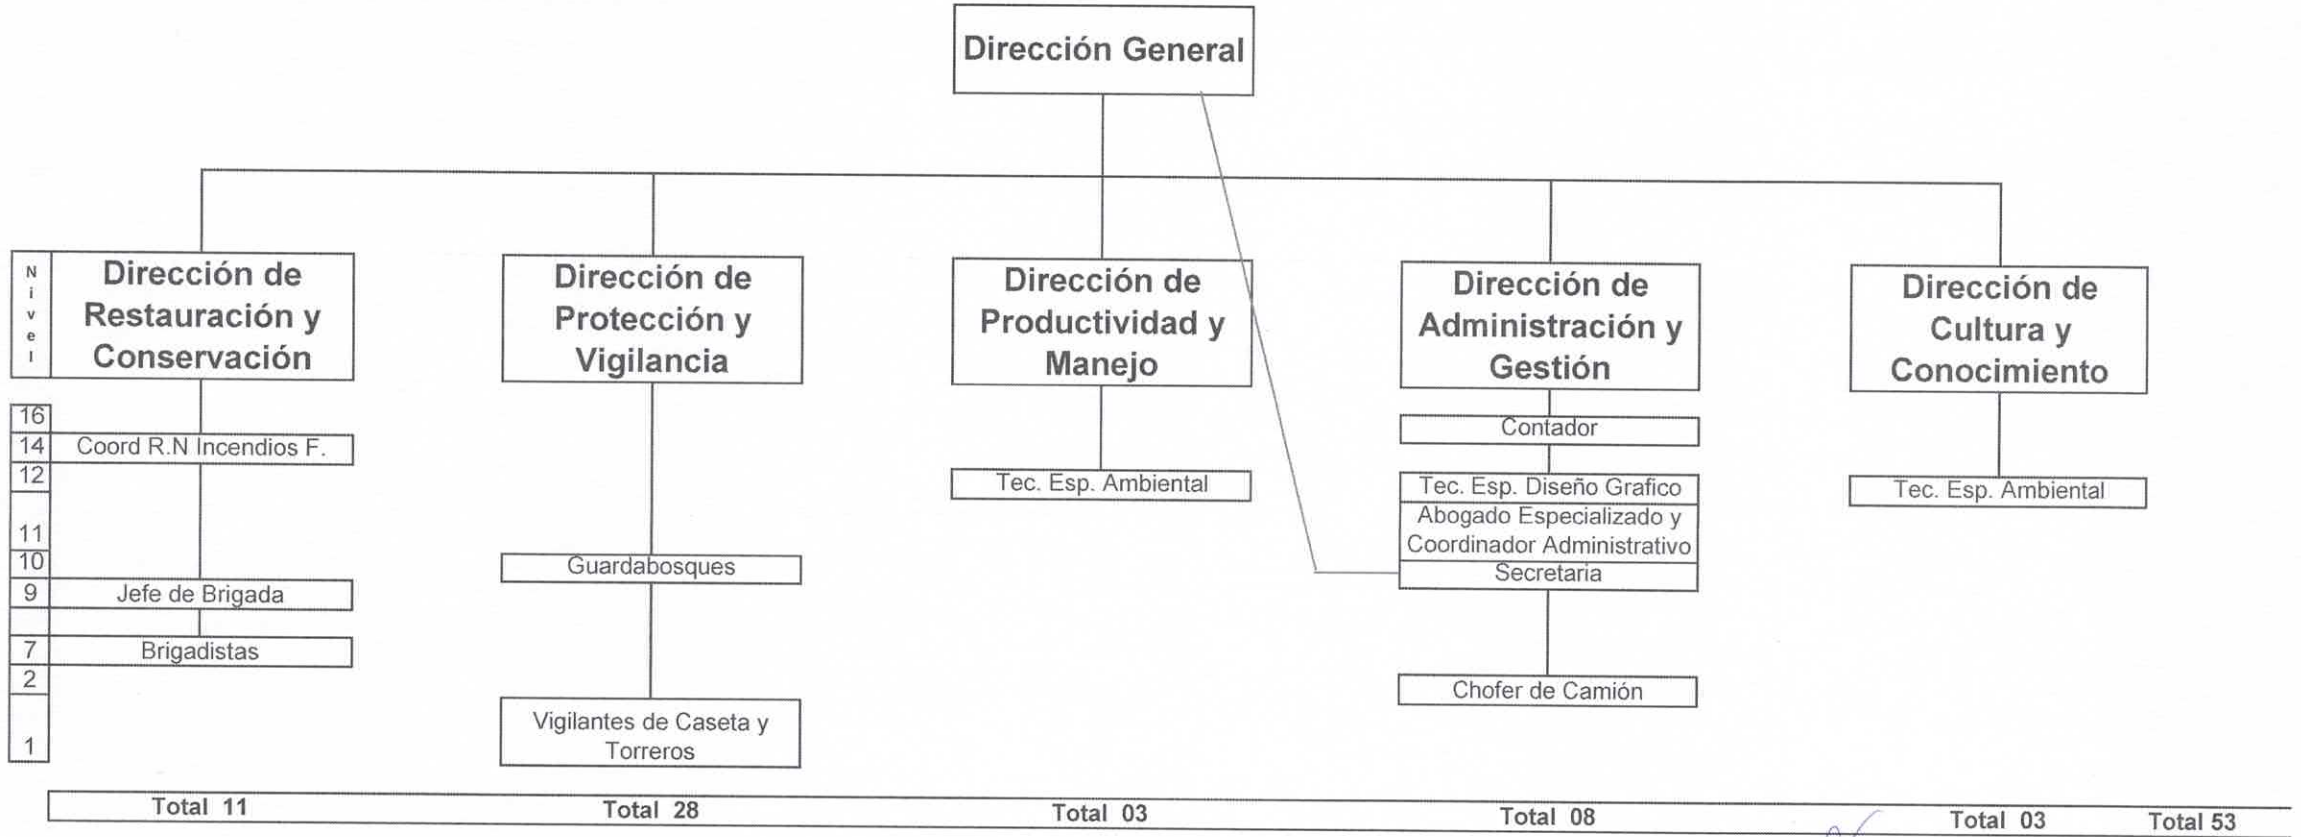 Dirección General
N
i
v
e
l
Dirección de
Restauración y
Conservación
Dirección de
Protección y
Vigilancia
Dirección de
Productividad y
Manejo
Dirección de
Administración y
Gestión
Dirección de
Cultura y
Conocimiento
16
Contador
14 Coord R.N Incendios F.
12
Tec. Esp. Ambiental
Tec. Esp. Diseño Grafico
Tec. Esp. Ambiental
11
Abogado Especializado y
Coordinador Administrativo
10
Guardabosques
Secretaria
9 Jefe de Brigada
7 Brigadistas
2
Chofer de Camión
1
Vigilantes de Caseta y
Torreros
Total 11 Total 28 Total 03 Total 08 Total 03 Total 53